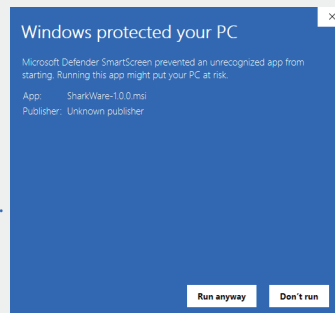 Windows protected your PC
Microsoft Defender SmartScreen prevented an unrecognized app from
starting. Running this app might put your PC at risk.
App: SharkWare-1.0.0.msi
Publisher: Unknown publisher
Run anyway Don't run